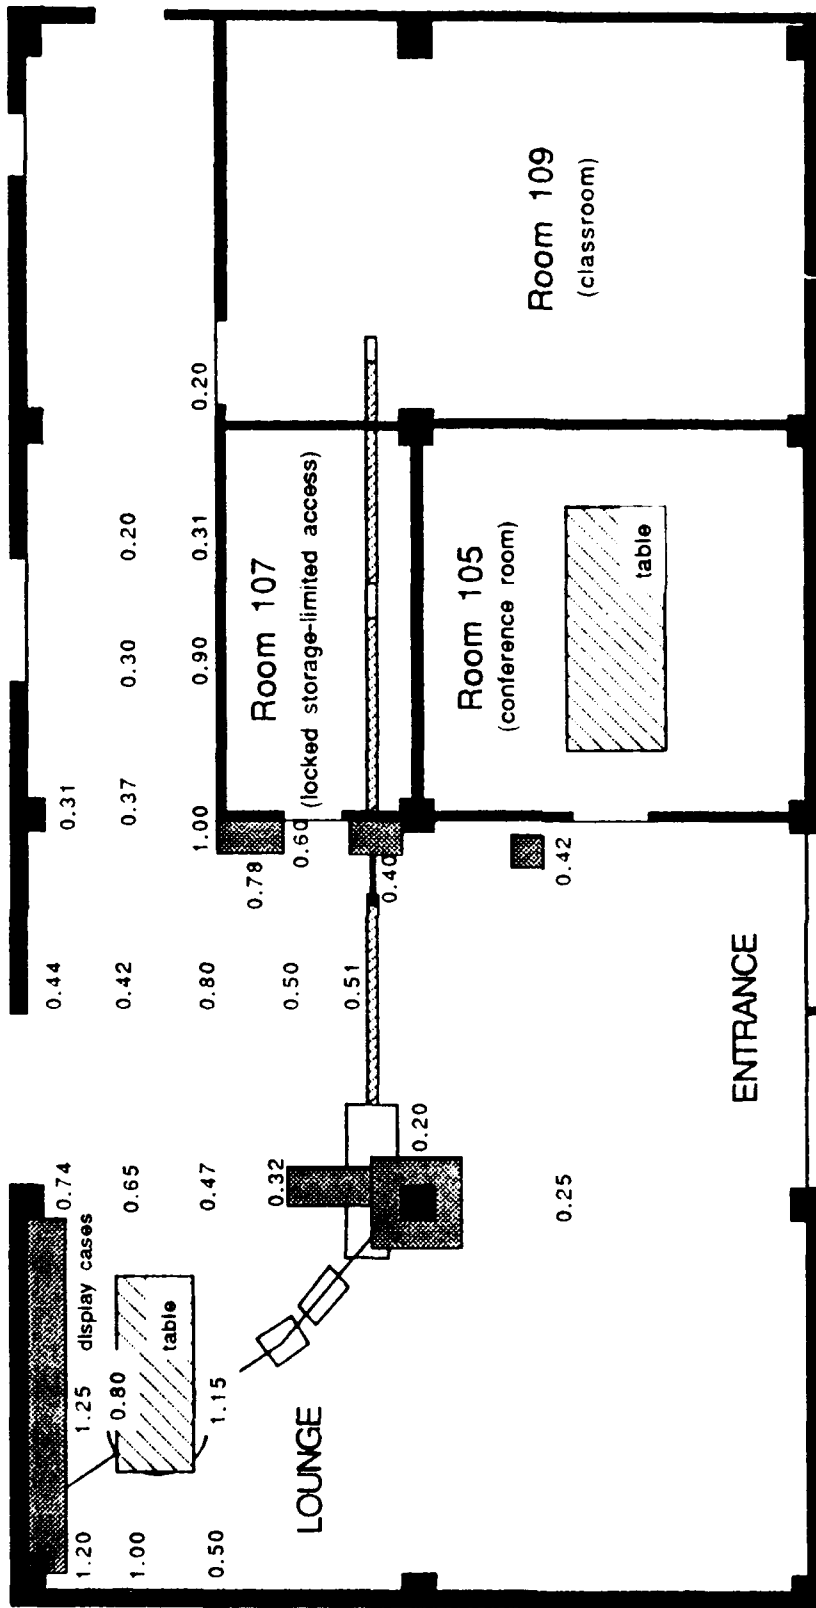 0.74 0.44 0.31
1.20 1.25 display cases
1.00 0.80 0.65 0.42 0.37 0.30 0.20
table
0.50 1.15 0.47 0.80 1.00 0.90 0.31 0.20
0.78
Room 107
0.32 0.50 0.60 (locked storage-limited access)
LOUNGE
0.51
0.40
0.20
Room 105
(conference room)
Room 109
(classroom)
0.25 0.42
table
ENTRANCE